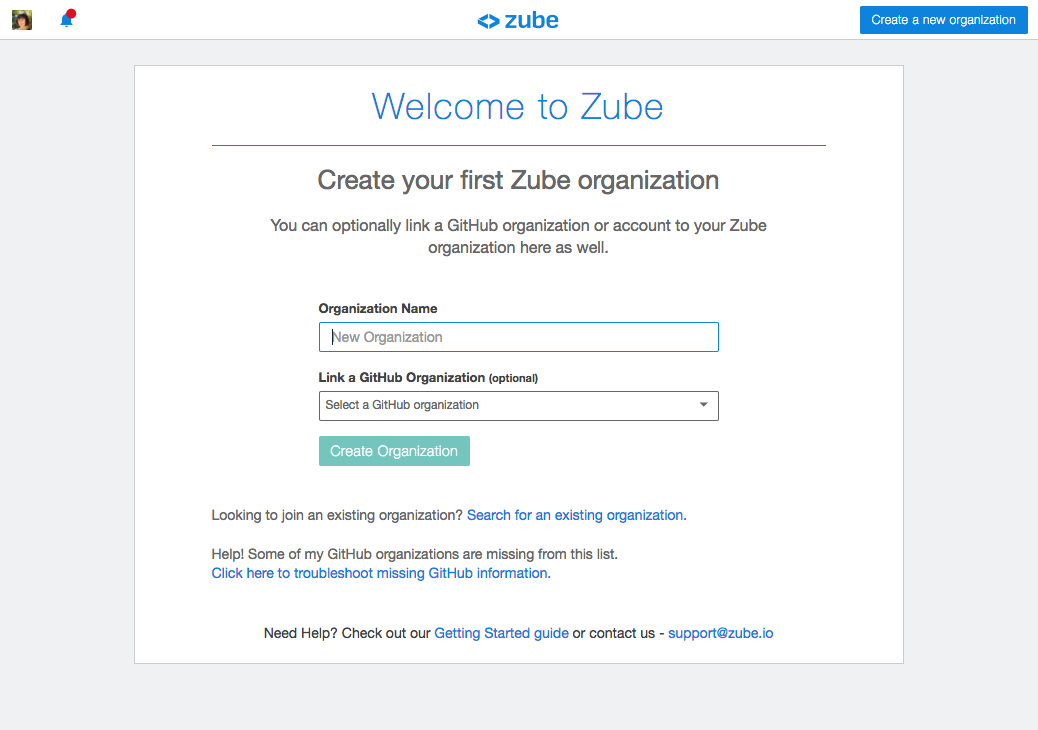 zube
Create a new organization
Welcome to Zube
Create your first Zube organization
You can optionally link a GitHub organization or account to your Zube
organization here as well.
Organization Name
New Organization
Link a GitHub Organization (optional)
Select a GitHub organization
Create Organization
Looking to join an existing organization? Search for an existing organization.
Help! Some of my GitHub organizations are missing from this list.
Click here to troubleshoot missing GitHub information.
Need Help? Check out our Getting Started guide or contact us - support@zube.io